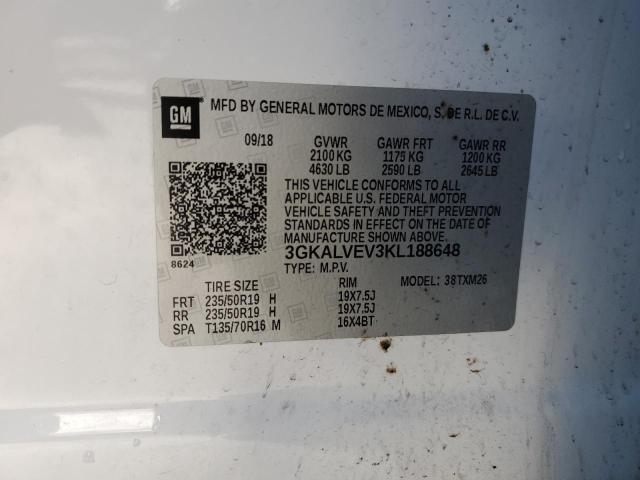 GM MFD BY GENERAL MOTORS DE MEXICO, S. DE R.L. DE C.V.
09/18 GVWR GAWR FRT GAWR RR
2100 KG 1175 KG 1200 KG
4630 LB 2590 LB 2645 LB
THIS VEHICLE CONFORMS TO ALL
APPLICABLE U.S. FEDERAL MOTOR
VEHICLE SAFETY AND THEFT PREVENTION
STANDARDS IN EFFECT ON THE DATE OF
MANUFACTURE SHOWN ABOVE.
3GKALVEV3KL188648
8624 TYPE: M.P.V. MODEL: 38TXM26
TIRE SIZE RIM
FRT 235/50R19 H 19X7.5J
RR 235/50R19 H 19X7.5J
SPA T135/70R16 M 16X4BT